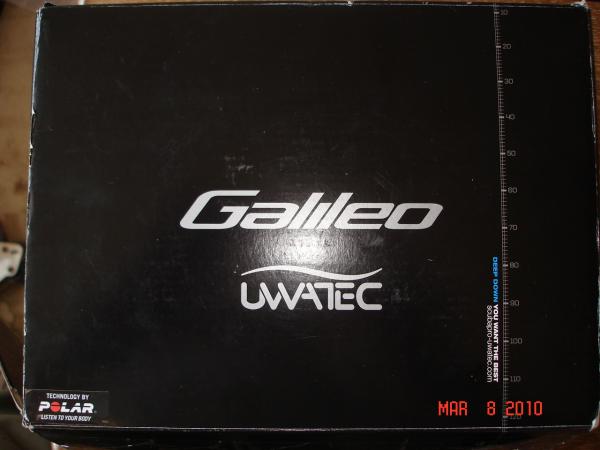 10
20
30
40
50
60
70
80
90
100
110
120
Galileo
UWATEC
DEEP DOWN YOU WANT THE BEST
scubapro-uwatec.com
TECHNOLOGY BY
POLAR
LISTEN TO YOUR BODY
MAR 8 2010